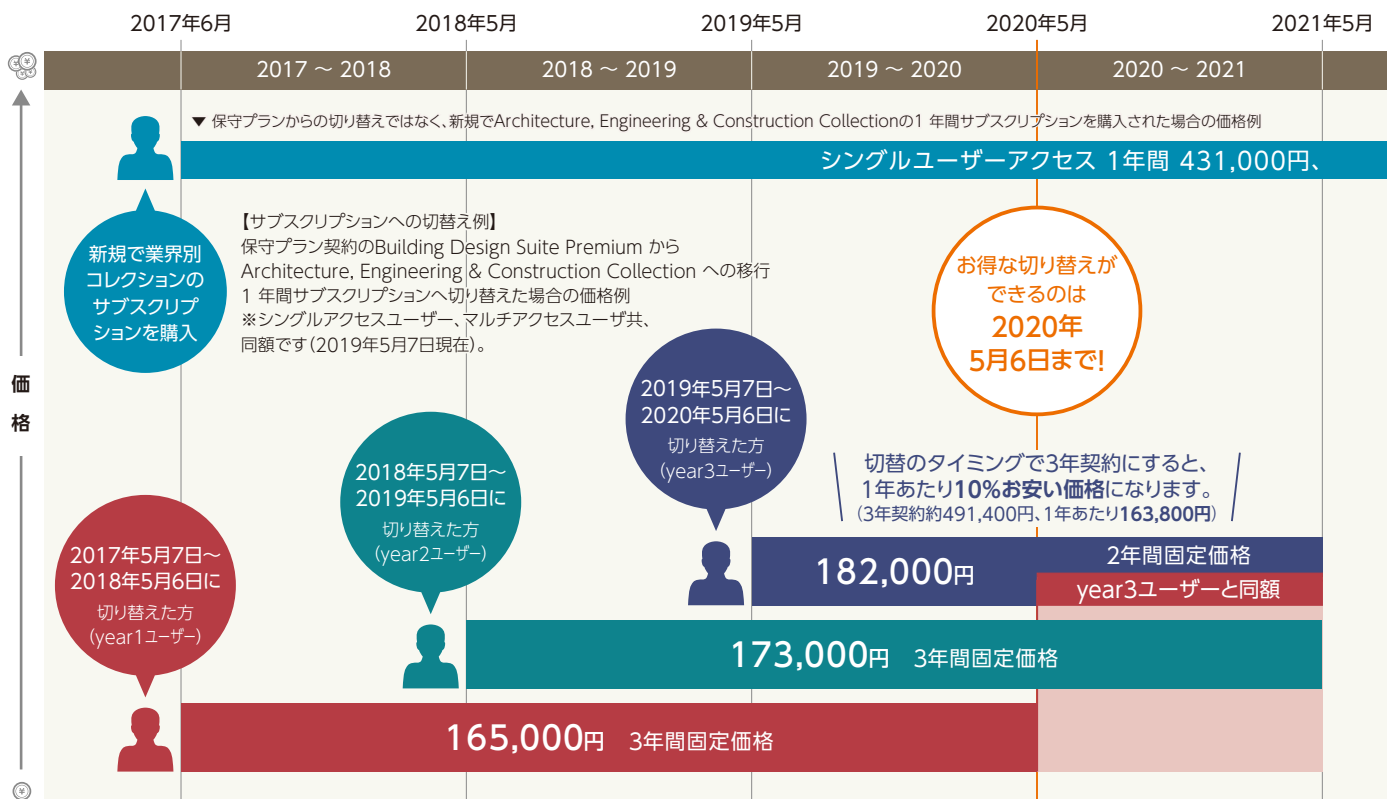 2017年6月
2018年5月
2019年5月
2020年5月
2021年5月
2017 ～ 2018
2018 ～ 2019
2019 ～ 2020
2020 ～ 2021
▼ 保守プランからの切り替えではなく、新規でArchitecture, Engineering & Construction Collectionの1 年間サブスクリプションを購入された場合の価格例
シングルユーザーアクセス 1年間 431,000円、
新規で業界別
コレクションの
サブスクリプ
ションを購入
【サブスクリプションへの切替え例】
保守プラン契約のBuilding Design Suite Premium から
Architecture, Engineering & Construction Collection への移行
1 年間サブスクリプションへ切り替えた場合の価格例
※シングルアクセスユーザー、マルチアクセスユーザ共、
同額です(2019年5月7日現在)。
お得な切り替えが
できるのは
2020年
5月6日まで!
価
格
2019年5月7日～
2020年5月6日に
切り替えた方
(year3ユーザー)
2018年5月7日～
2019年5月6日に
切り替えた方
(year2ユーザー)
2017年5月7日～
2018年5月6日に
切り替えた方
(year1ユーザー)
切替のタイミングで3年契約にすると、
1年あたり10%お安い価格になります。
(3年契約約491,400円、1年あたり163,800円)
182,000円
2年間固定価格
year3ユーザーと同額
173,000円 3年間固定価格
165,000円 3年間固定価格